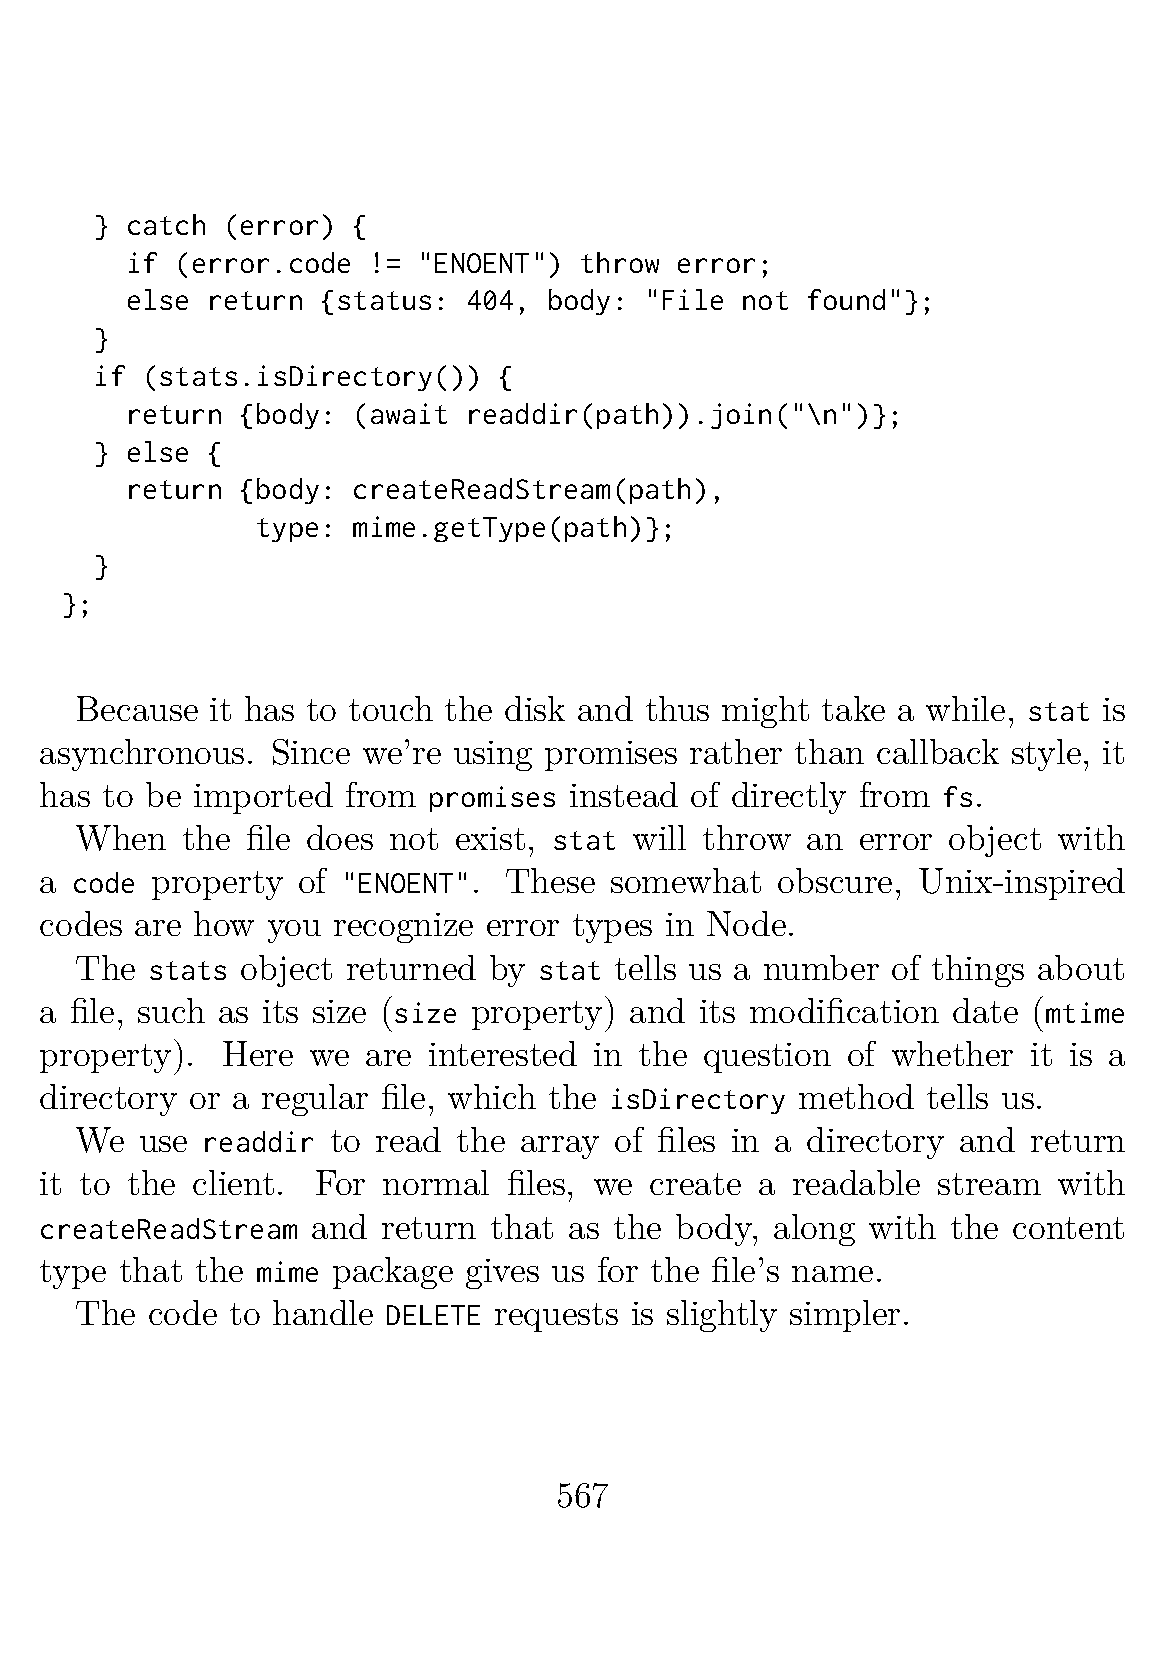 } catch (error) {
if (error.code != "ENOENT") throw error;
else return {status: 404, body: "File not found"};
}
if (stats.isDirectory()) {
return {body: (await readdir(path)).join("\n")};
} else {
return {body: createReadStream(path),
type: mime.getType(path)};
}
};
Because it has to touch the disk and thus might take a while, stat is
asynchronous. Since we're using promises rather than callback style, it
has to be imported from promises instead of directly from fs.
When the file does not exist, stat will throw an error object with
a code property of "ENOENT". These somewhat obscure, Unix-inspired
codes are how you recognize error types in Node.
The stats object returned by stat tells us a number of things about
a file, such as its size (size property) and its modification date (mtime
property). Here we are interested in the question of whether it is a
directory or a regular file, which the isDirectory method tells us.
We use readdir to read the array of files in a directory and return
it to the client. For normal files, we create a readable stream with
createReadStream and return that as the body, along with the content
type that the mime package gives us for the file's name.
The code to handle DELETE requests is slightly simpler.
567